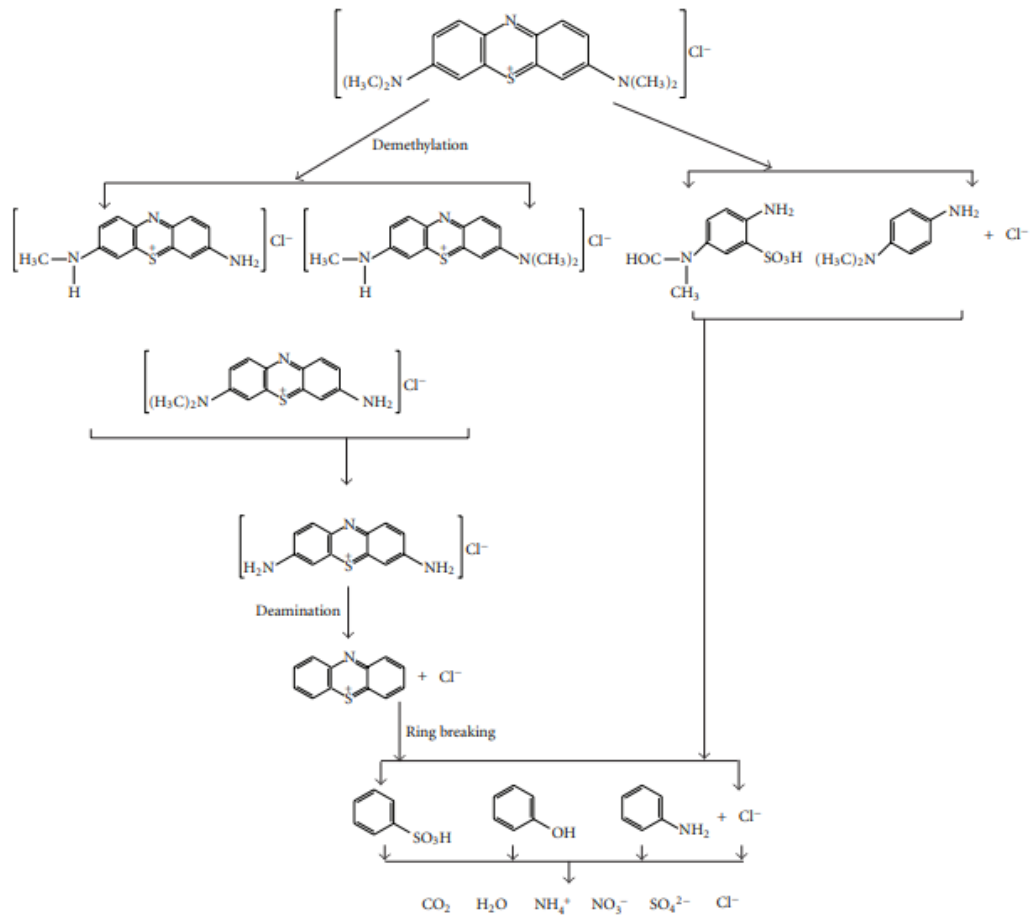 N
(H₃C)₂N S⁺ N(CH₃)₂ Cl⁻
Demethylation
N N NH₂ NH₂
H₃C N S⁺ NH₂ Cl⁻ H₃C N S⁺ N(CH₃)₂ Cl⁻ HOC N SO₃H (H₃C)₂N + Cl⁻
H H CH₃
N
(H₃C)₂N S⁺ NH₂ Cl⁻
N
H₂N S⁺ NH₂ Cl⁻
Deamination
N
S⁺ + Cl⁻
Ring breaking
SO₃H OH NH₂ + Cl⁻
CO₂ H₂O NH₄⁺ NO₃⁻ SO₄²⁻ Cl⁻